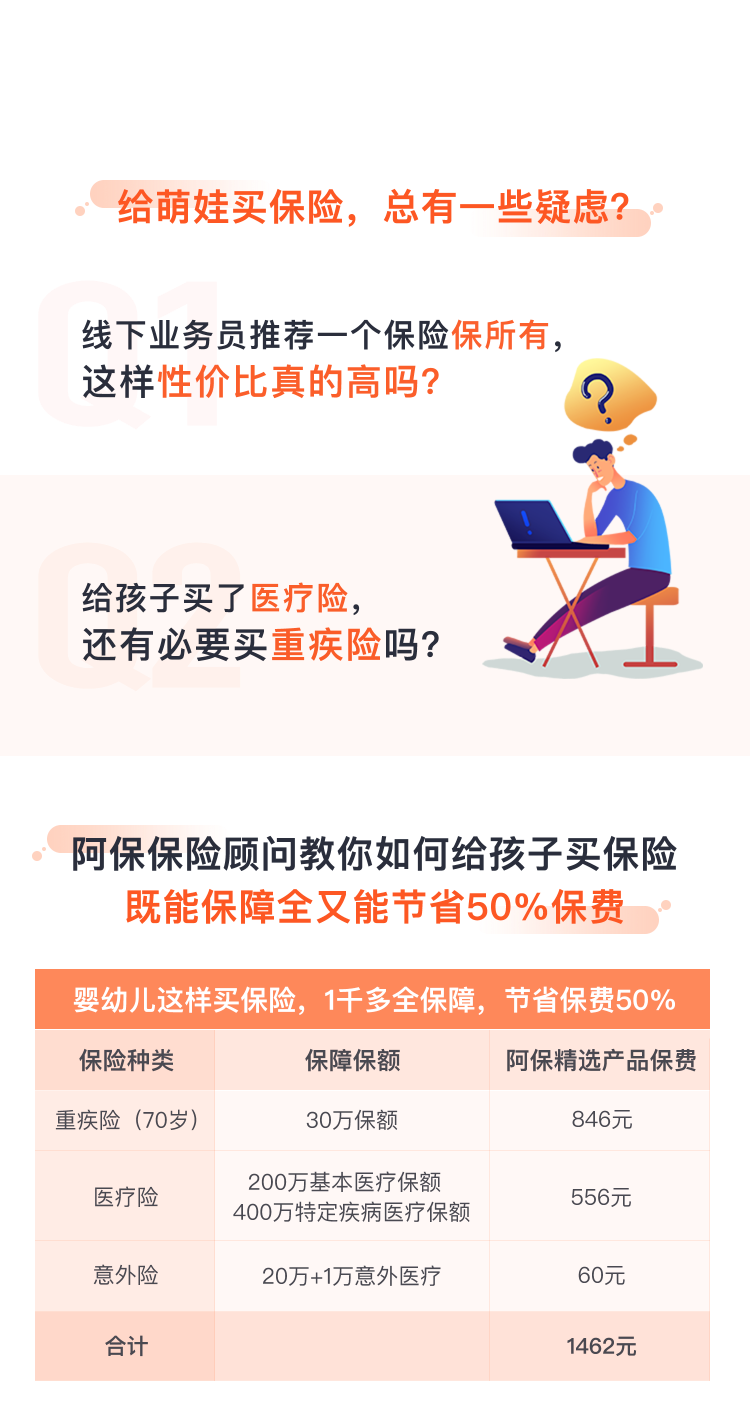 给萌娃买保险，总有一些疑虑？
Q1
线下业务员推荐一个保险保所有，
这样性价比真的高吗？
?
!
Q2
给孩子买了医疗险，
还有必要买重疾险吗？
阿保保险顾问教你如何给孩子买保险
既能保障全又能节省50%保费
婴幼儿这样买保险，1千多全保障，节省保费50%
保险种类 保障保额 阿保精选产品保费
重疾险（70岁） 30万保额 846元
医疗险 200万基本医疗保额
400万特定疾病医疗保额 556元
意外险 20万+1万意外医疗 60元
合计 1462元